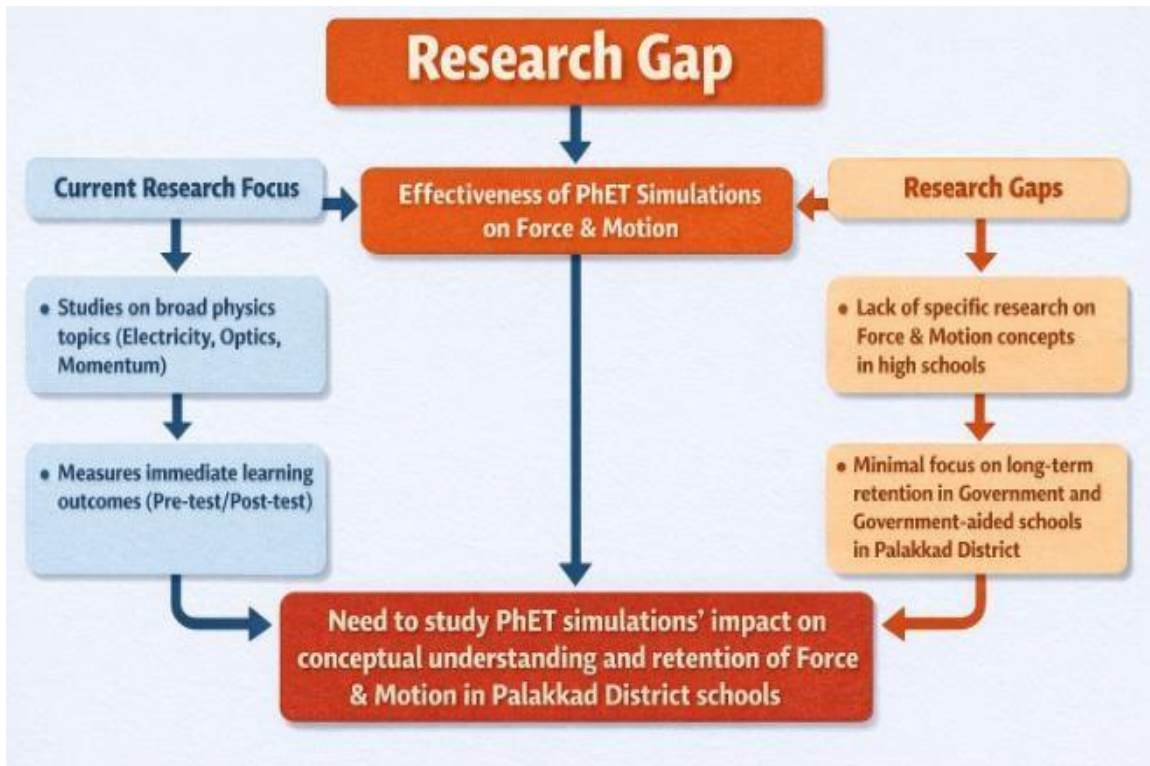 Research Gap
Current Research Focus
Effectiveness of PhET Simulations
on Force & Motion
Research Gaps
• Studies on broad physics
topics (Electricity, Optics,
Momentum)
• Lack of specific research on
Force & Motion concepts
in high schools
• Measures immediate learning
outcomes (Pre-test/Post-test)
• Minimal focus on long-term
retention in Government and
Government-aided schools
in Palakkad District
Need to study PhET simulations’ impact on
conceptual understanding and retention of Force
& Motion in Palakkad District schools